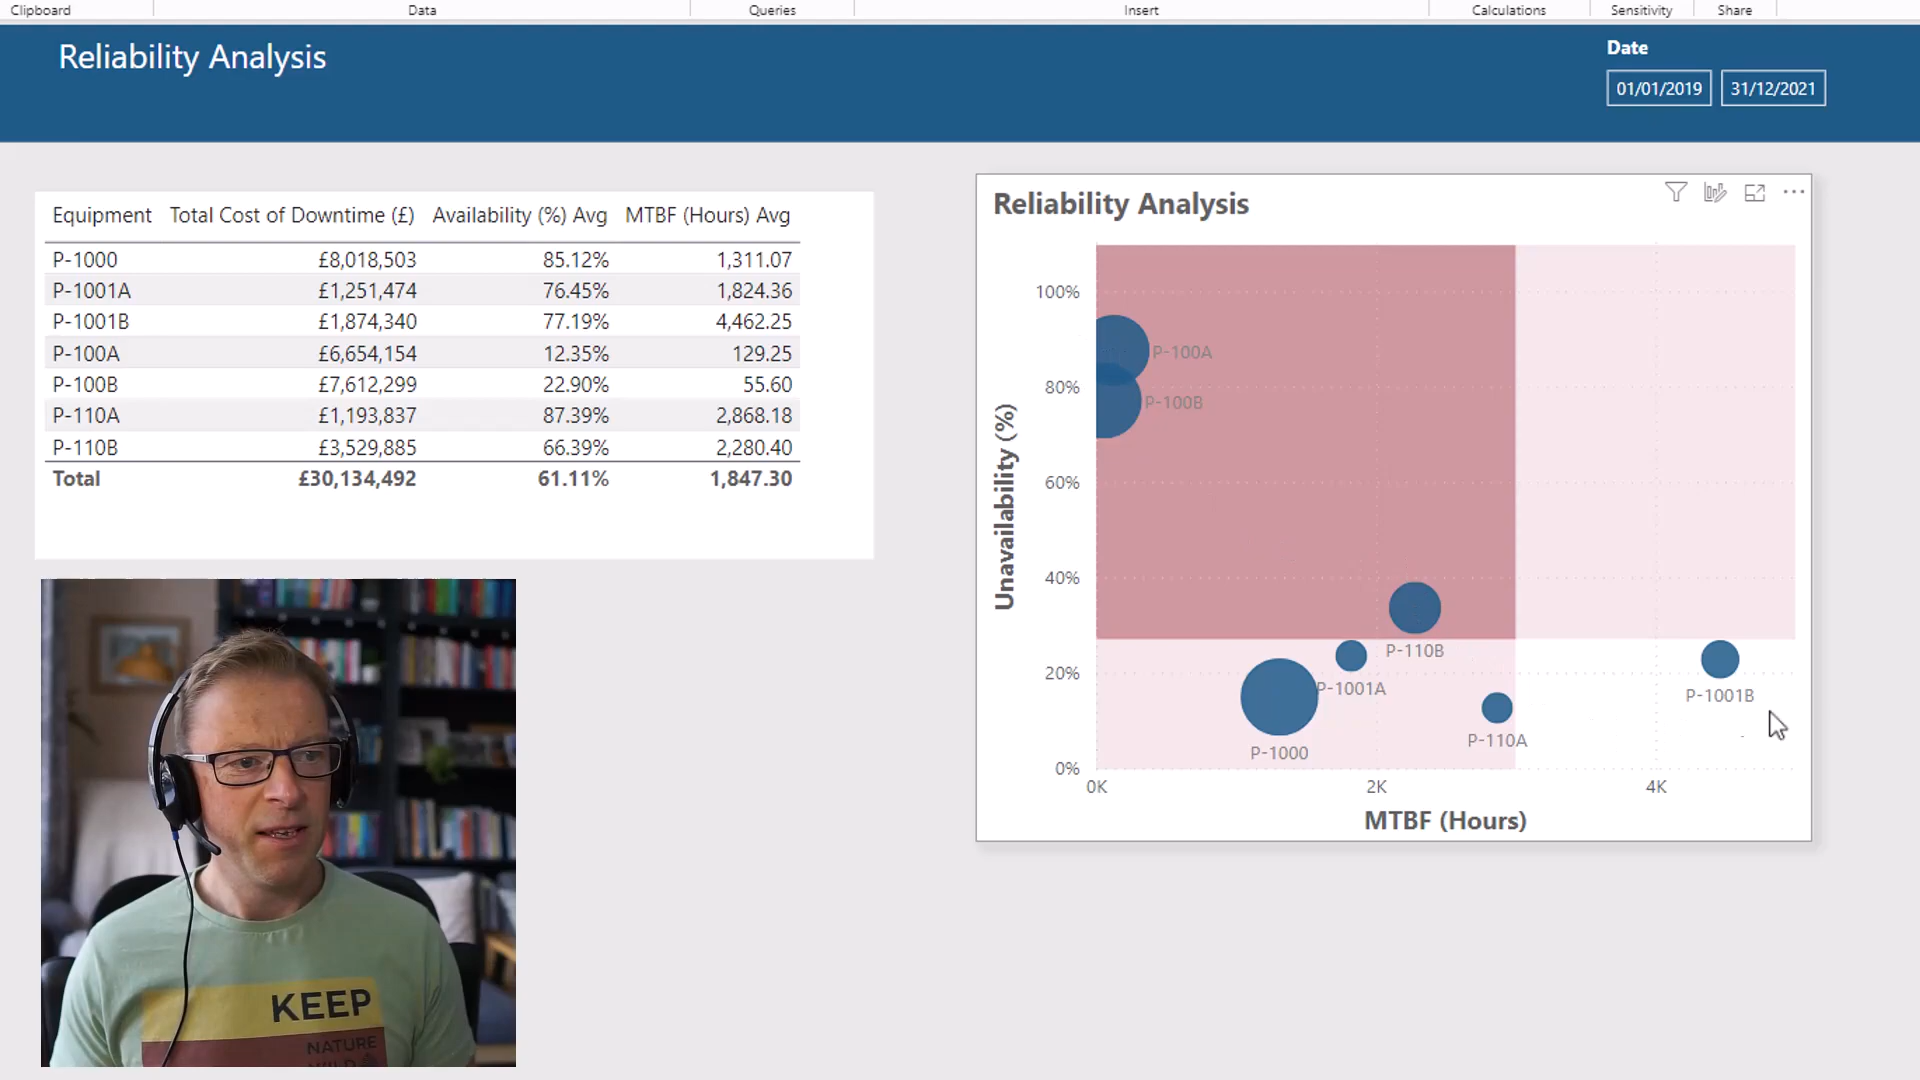 Clipboard Data Queries Insert Calculations Sensitivity Share
Reliability Analysis
Date
01/01/2019 31/12/2021
Equipment Total Cost of Downtime (£) Availability (%) Avg MTBF (Hours) Avg
P-1000 £8,018,503 85.12% 1,311.07
P-1001A £1,251,474 76.45% 1,824.36
P-1001B £1,874,340 77.19% 4,462.25
P-100A £6,654,154 12.35% 129.25
P-100B £7,612,299 22.90% 55.60
P-110A £1,193,837 87.39% 2,868.18
P-110B £3,529,885 66.39% 2,280.40
Total £30,134,492 61.11% 1,847.30
Reliability Analysis
Unavailability (%)
100%
80%
60%
40%
20%
0%
P-100A
P-100B
P-110B
P-1001A
P-1001B
P-110A
P-1000
0K 2K 4K
MTBF (Hours)
KEEP
NATURE
WILD